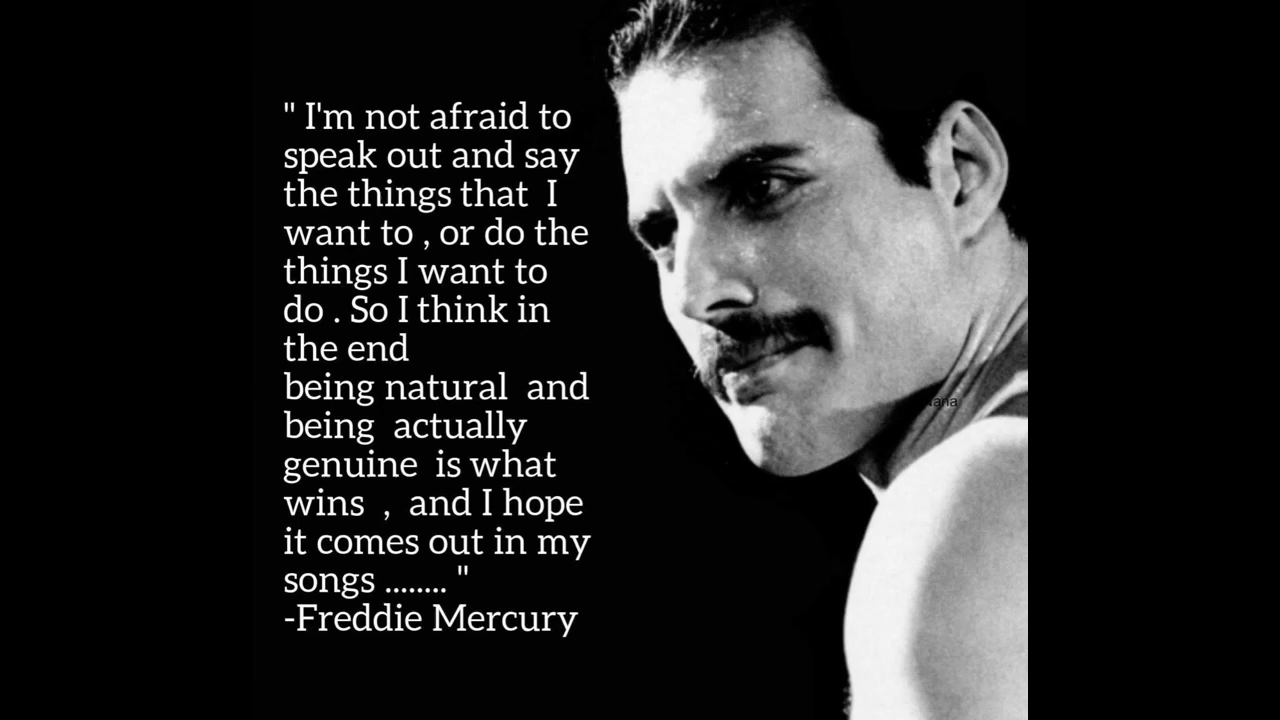 " I'm not afraid to
speak out and say
the things that  I
want to , or do the
things I want to
do . So I think in
the end
being natural  and
being  actually
genuine  is what
wins  ,  and I hope
it comes out in my
songs ........ "
-Freddie Mercury